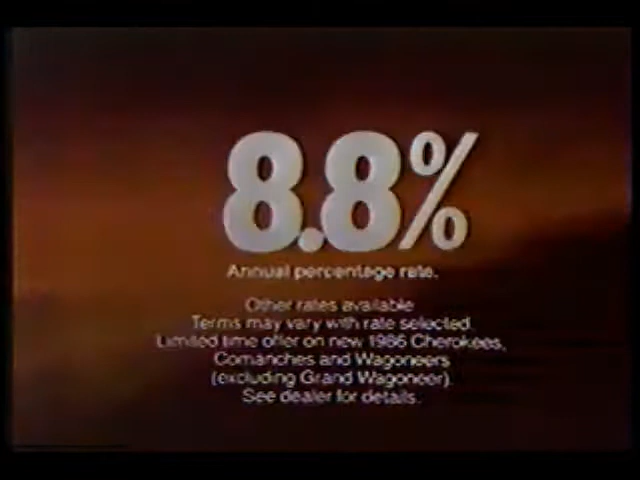 8.8%
Annual percentage rate.
Other rates available
Terms may vary with rate selected.
Limited time offer on new 1986 Cherokees,
Comanches and Wagoneers
(excluding Grand Wagoneer).
See dealer for details.